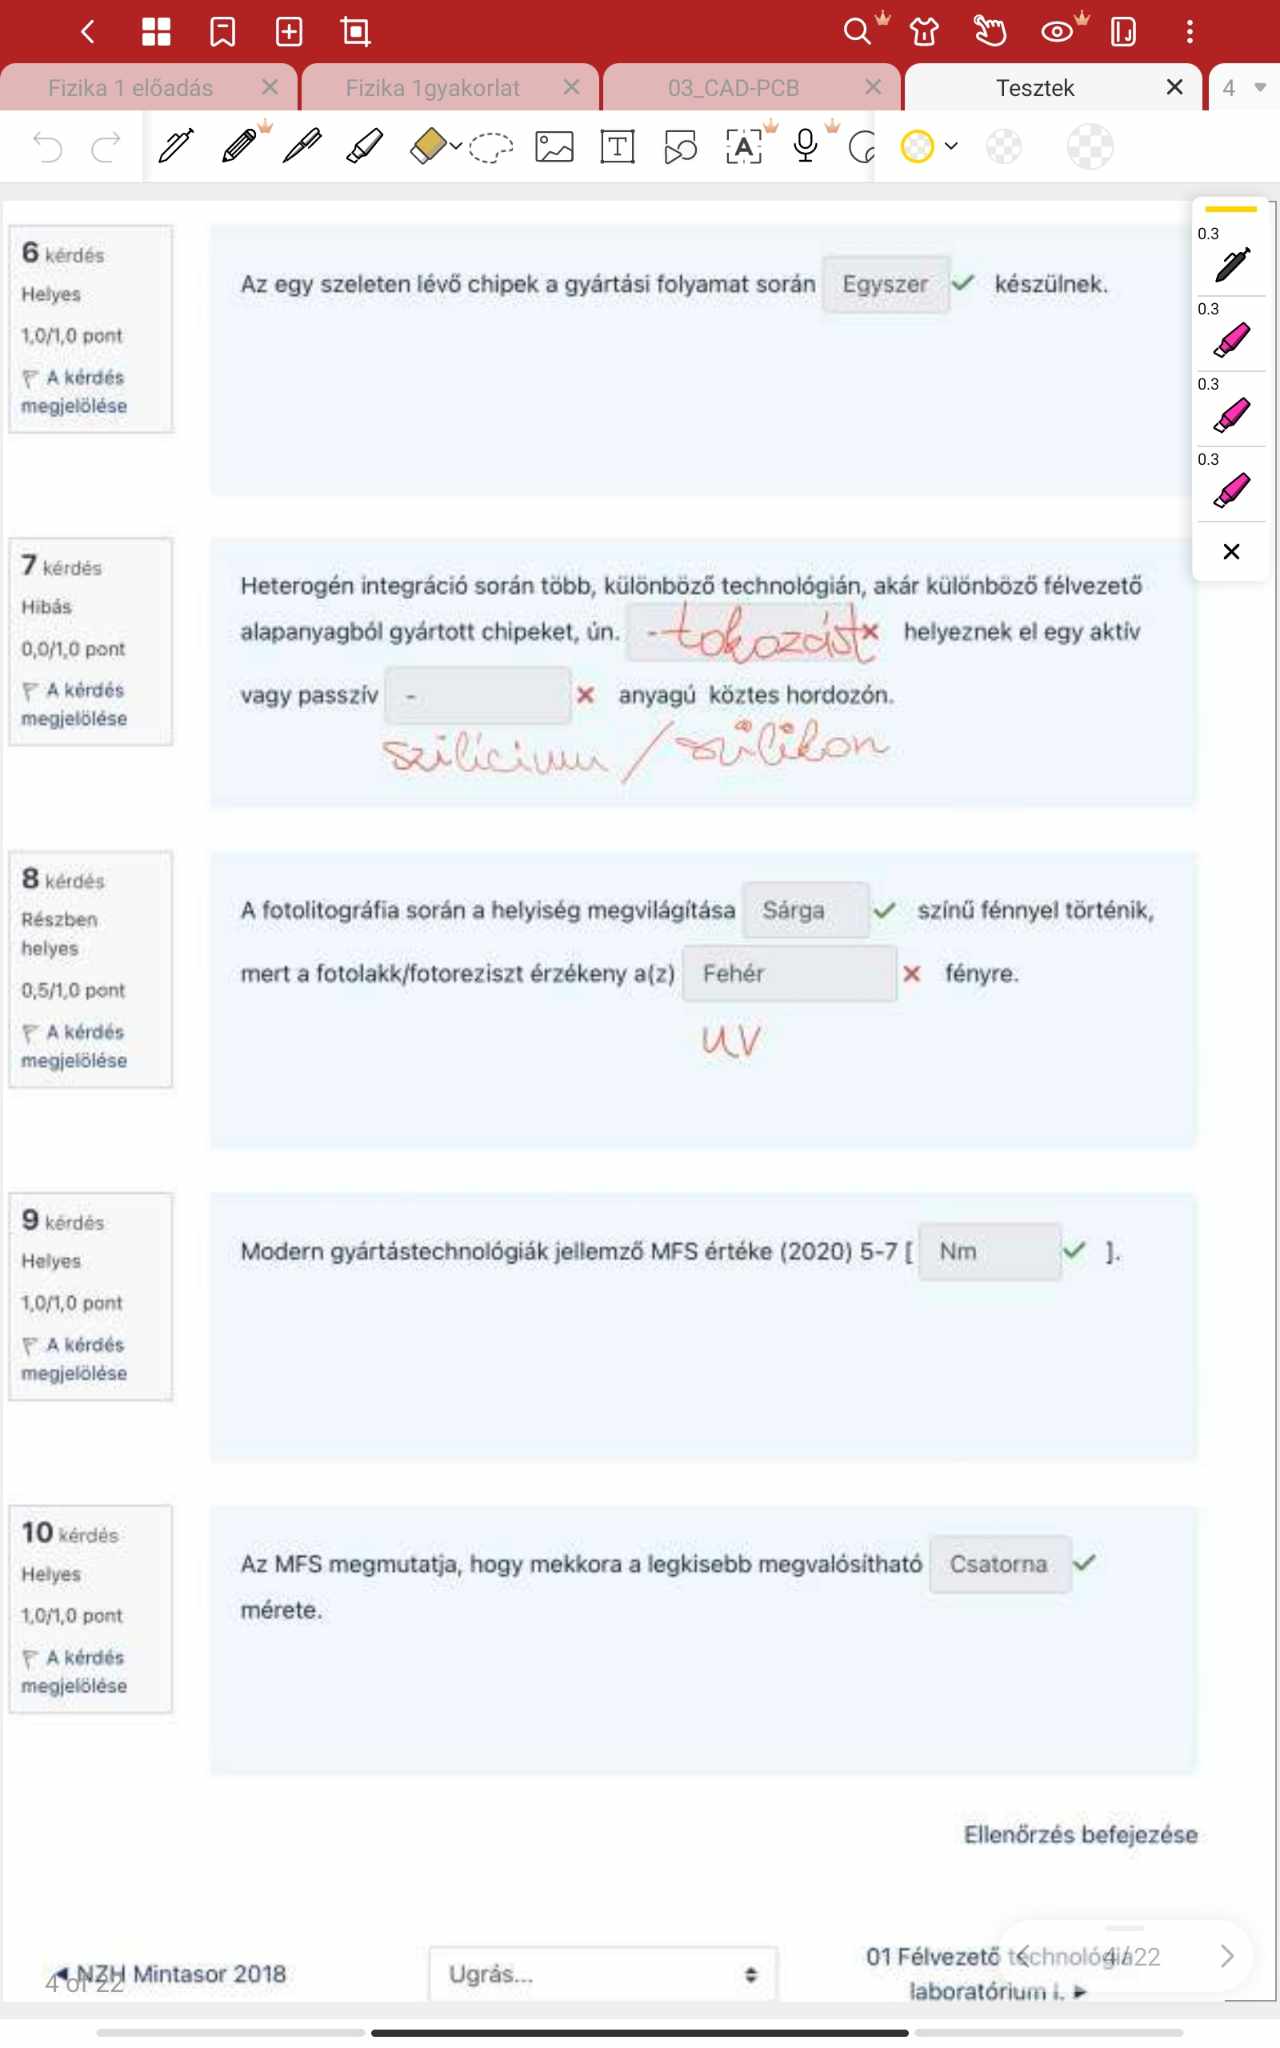 Fizika 1 előadás
Fizika 1gyakorlat
03_CAD-PCB
Tesztek
4
T
A
0.3
0.3
0.3
0.3
6 kérdés
Helyes
1,0/1,0 pont
A kérdés
megjelölése
Az egy szeleten lévő chipek a gyártási folyamat során Egyszer készülnek.
7 kérdés
Hibás
0,0/1,0 pont
A kérdés
megjelölése
Heterogén integráció során több, különböző technológián, akár különböző félvezető
alapanyagból gyártott chipeket, ún. - tokozást helyeznek el egy aktív
vagy passzív - anyagú köztes hordozón.
szilícium / szilikon
8 kérdés
Részben
helyes
0,5/1,0 pont
A kérdés
megjelölése
A fotolitográfia során a helyiség megvilágítása Sárga színű fénnyel történik,
mert a fotolakk/fotoreziszt érzékeny a(z) Fehér fényre.
UV
9 kérdés
Helyes
1,0/1,0 pont
A kérdés
megjelölése
Modern gyártástechnológiák jellemző MFS értéke (2020) 5-7 [ Nm ].
10 kérdés
Helyes
1,0/1,0 pont
A kérdés
megjelölése
Az MFS megmutatja, hogy mekkora a legkisebb megvalósítható Csatorna
mérete.
Ellenőrzés befejezése
◄ NZH Mintasor 2018
4 of 22
Ugrás...
01 Félvezető technológia
laboratórium i. ►
4/22